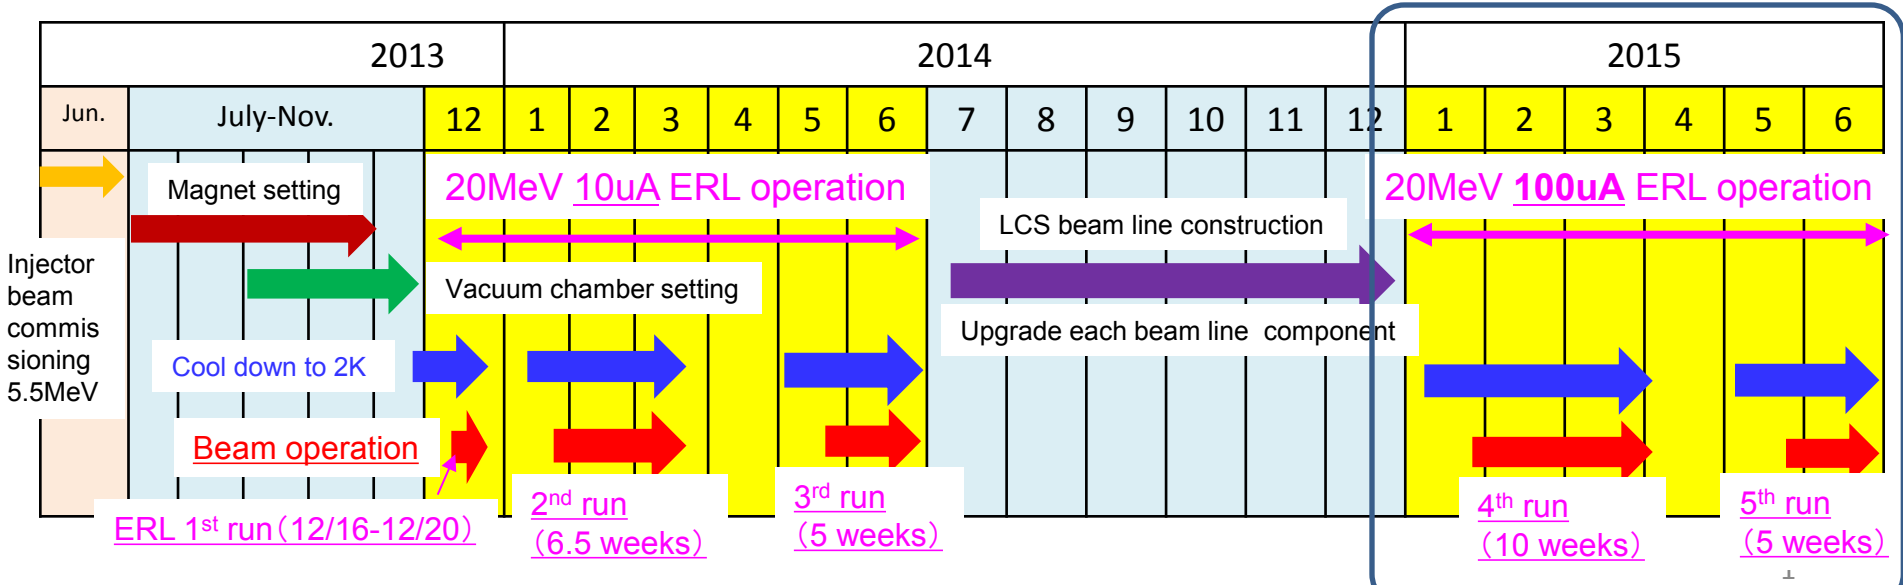 2013
2014
2015
Jun.
July-Nov.
12
1
2
3
4
5
6
7
8
9
10
11
12
1
2
3
4
5
6
Magnet setting
20MeV 10uA ERL operation
20MeV 100uA ERL operation
LCS beam line construction
Injector
beam
commis
sioning
5.5MeV
Vacuum chamber setting
Upgrade each beam line component
Cool down to 2K
Beam operation
ERL 1st run（12/16-12/20）
2nd run
（6.5 weeks）
3rd run
（5 weeks）
4th run
（10 weeks）
5th run
（5 weeks）
1